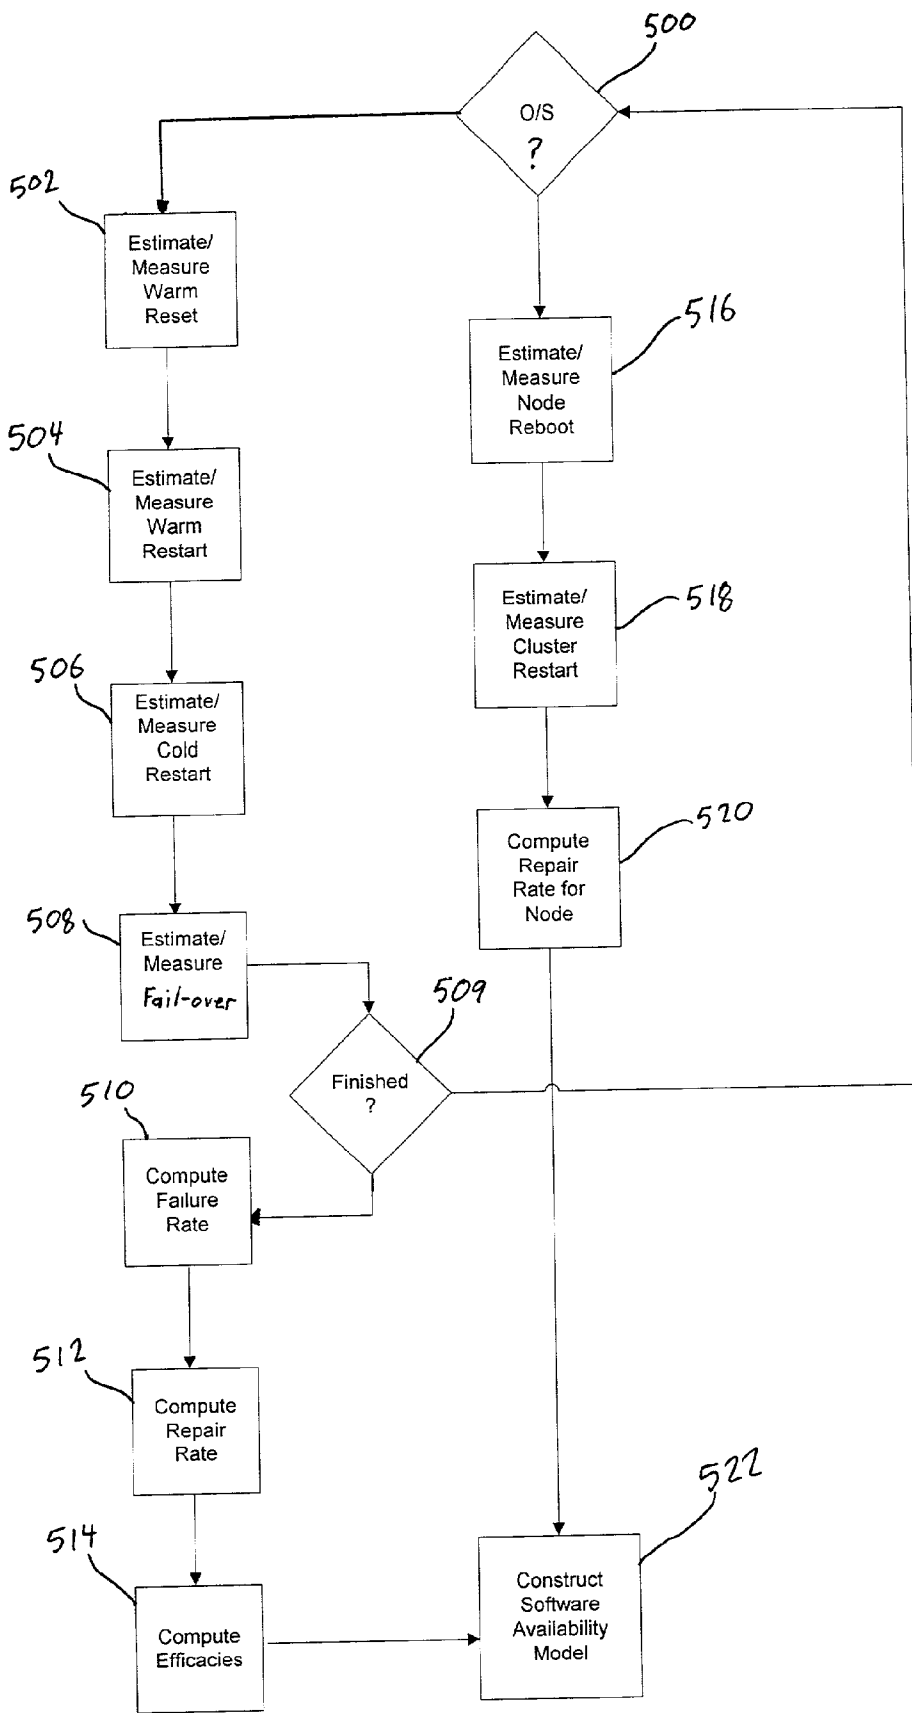 500
O/S
?
502
Estimate/
Measure
Warm
Reset
516
Estimate/
Measure
Node
Reboot
504
Estimate/
Measure
Warm
Restart
518
Estimate/
Measure
Cluster
Restart
506
Estimate/
Measure
Cold
Restart
520
Compute
Repair
Rate for
Node
508
Estimate/
Measure
Fail-over
509
Finished
?
510
Compute
Failure
Rate
512
Compute
Repair
Rate
522
Construct
Software
Availability
Model
514
Compute
Efficacies